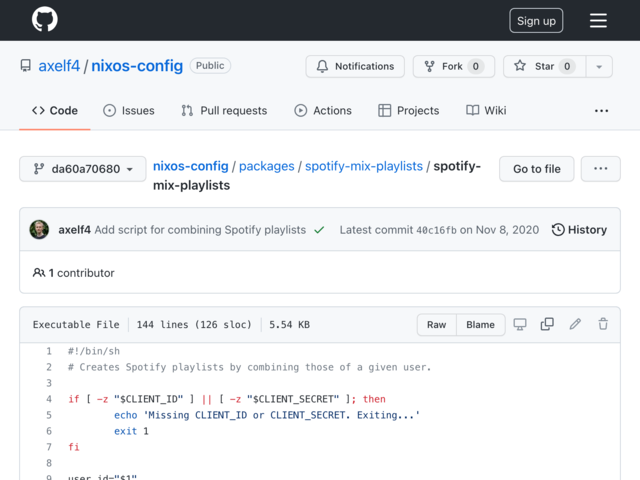 Sign up
axelf4 / nixos-config Public
Notifications Fork 0 Star 0
Code Issues Pull requests Actions Projects Wiki
da60a70680 nixos-config / packages / spotify-mix-playlists / spotify-
mix-playlists
Go to file
axelf4 Add script for combining Spotify playlists Latest commit 40c16fb on Nov 8, 2020 History
1 contributor
Executable File 144 lines (126 sloc) 5.54 KB Raw Blame
1 #!/bin/sh
2 # Creates Spotify playlists by combining those of a given user.
3
4 if [ -z "$CLIENT_ID" ] || [ -z "$CLIENT_SECRET" ]; then
5 echo 'Missing CLIENT_ID or CLIENT_SECRET. Exiting...'
6 exit 1
7 fi
8
9 user_id="$1"